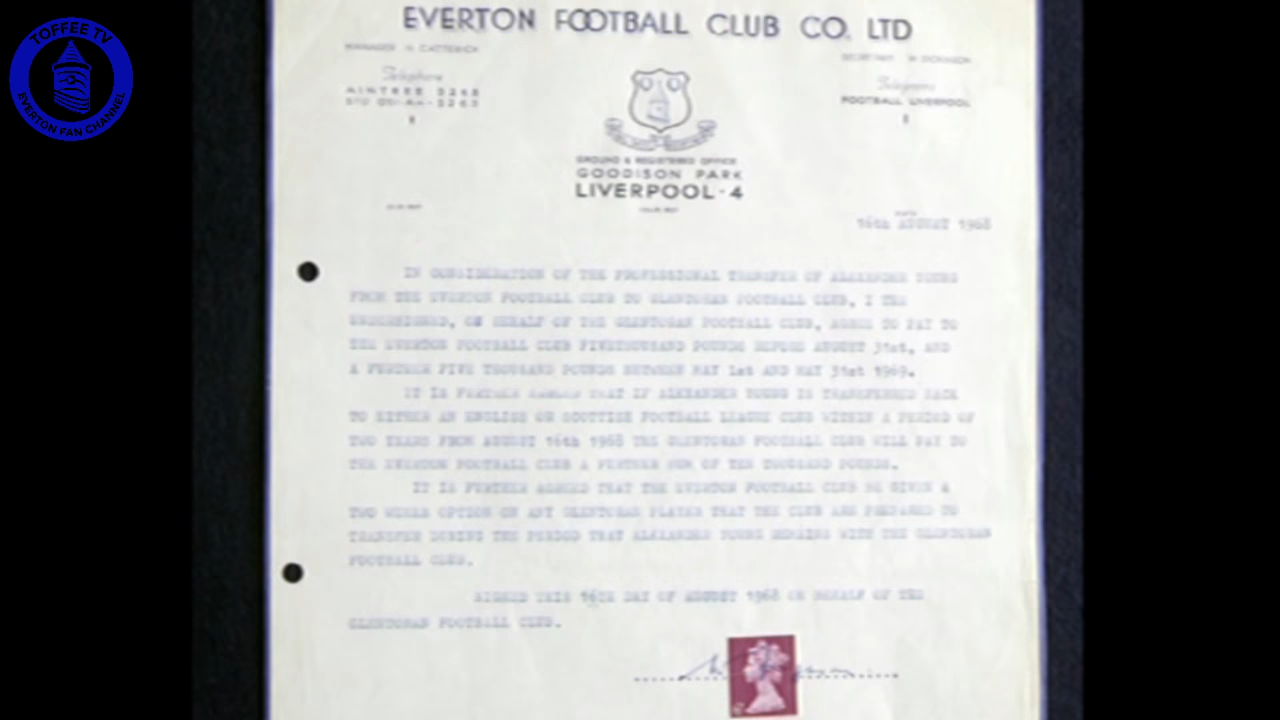 TOFFEE TV
EVERTON FAN CHANNEL
EVERTON FOOTBALL CLUB CO. LTD
MANAGER H. CATTERICK
SECRETARY W. DICKINSON
Telephone
Telegrams
AINTREE 5263
FOOTBALL LIVERPOOL
GROUND & REGISTERED OFFICE
GOODISON PARK
LIVERPOOL - 4
16th AUGUST 1968
IN CONSIDERATION OF THE PROFESSIONAL TRANSFER OF ALEXANDER YOUNG
FROM THE EVERTON FOOTBALL CLUB TO GLENTORAN FOOTBALL CLUB, I THE
UNDERSIGNED, ON BEHALF OF THE GLENTORAN FOOTBALL CLUB, AGREE TO PAY TO
THE EVERTON FOOTBALL CLUB FIVETHOUSAND POUNDS BEFORE AUGUST 31st, AND
A FURTHER FIVE THOUSAND POUNDS BETWEEN MAY 1st AND MAY 31st 1969.
IT IS FURTHER AGREED THAT IF ALEXANDER YOUNG IS TRANSFERRED BACK
TO EITHER AN ENGLISH OR SCOTTISH FOOTBALL LEAGUE CLUB WITHIN A PERIOD OF
TWO YEARS FROM AUGUST 16th 1968 THE GLENTORAN FOOTBALL CLUB WILL PAY TO
THE EVERTON FOOTBALL CLUB A FURTHER SUM OF TEN THOUSAND POUNDS.
IT IS FURTHER AGREED THAT THE EVERTON FOOTBALL CLUB BE GIVEN A
TWO WEEKS OPTION ON ANY GLENTORAN PLAYER THAT THE CLUB ARE PREPARED TO
TRANSFER DURING THE PERIOD THAT ALEXANDER YOUNG REMAINS WITH THE GLENTORAN
FOOTBALL CLUB.
SIGNED THIS 16th DAY OF AUGUST 1968 ON BEHALF OF THE
GLENTORAN FOOTBALL CLUB.